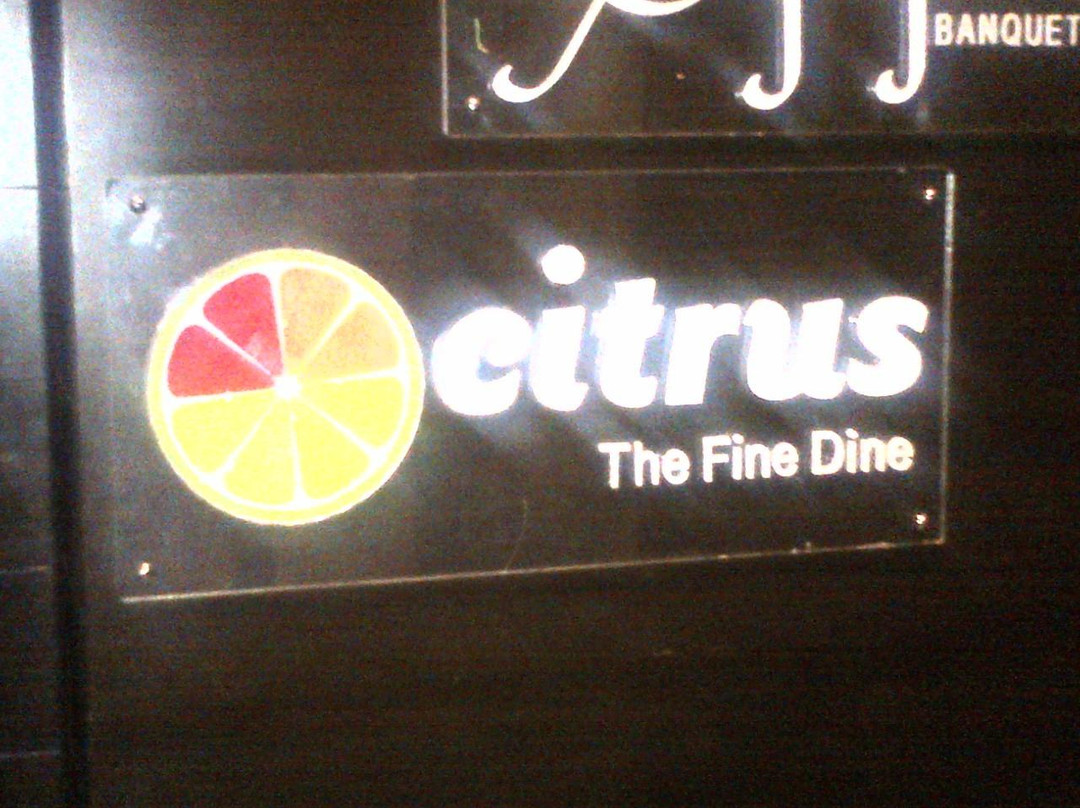 BANQUET
citrus
The Fine Dine